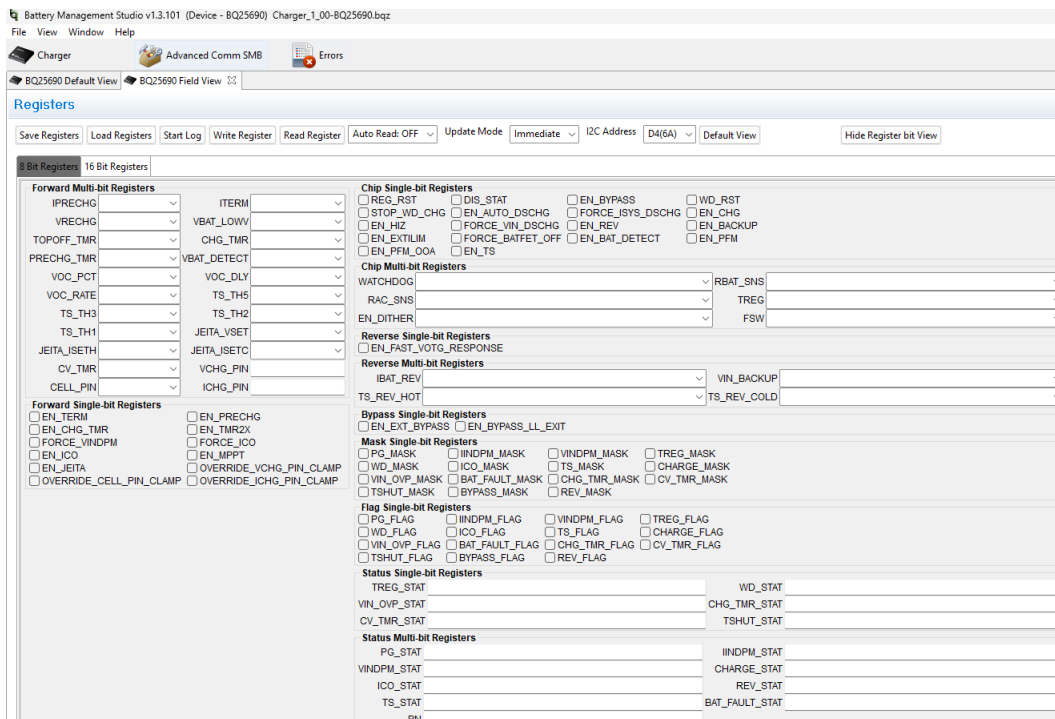 Battery Management Studio v1.3.101 (Device - BQ25690) Charger_1_00-BQ25690.bqz
File View Window Help
Charger Advanced Comm SMB Errors
BQ25690 Default View BQ25690 Field View
Registers
Save Registers Load Registers Start Log Write Register Read Register Auto Read: OFF Update Mode Immediate I2C Address D4(6A) Default View Hide Register bit View
8 Bit Registers 16 Bit Registers
Forward Multi-bit Registers
IPRECHG ITERM
VRECHG VBAT_LOWV
TOPOFF_TMR CHG_TMR
PRECHG_TMR VBAT_DETECT
VOC_PCT VOC_DLY
VOC_RATE TS_TH5
TS_TH3 TS_TH2
TS_TH1 JEITA_VSET
JEITA_ISETH JEITA_ISETC
CV_TMR VCHG_PIN
CELL_PIN ICHG_PIN
Forward Single-bit Registers
EN_TERM EN_PRECHG
EN_CHG_TMR EN_TMR2X
FORCE_VINDPM FORCE_ICO
EN_ICO EN_MPPT
EN_JEITA OVERRIDE_VCHG_PIN_CLAMP
OVERRIDE_CELL_PIN_CLAMP OVERRIDE_ICHG_PIN_CLAMP
Chip Single-bit Registers
REG_RST DIS_STAT EN_BYPASS WD_RST
STOP_WD_CHG EN_AUTO_DSCHG FORCE_ISYS_DSCHG EN_CHG
EN_HIZ FORCE_VIN_DSCHG EN_REV EN_BACKUP
EN_EXTILIM FORCE_BATFET_OFF EN_BAT_DETECT EN_PFM
EN_PFM_OOA EN_TS
Chip Multi-bit Registers
WATCHDOG RBAT_SNS
RAC_SNS TREG
EN_DITHER FSW
Reverse Single-bit Registers
EN_FAST_VOTG_RESPONSE
Reverse Multi-bit Registers
IBAT_REV VIN_BACKUP
TS_REV_HOT TS_REV_COLD
Bypass Single-bit Registers
EN_EXT_BYPASS EN_BYPASS_LL_EXIT
Mask Single-bit Registers
PG_MASK IINDPM_MASK VINDPM_MASK TREG_MASK
WD_MASK ICO_MASK TS_MASK CHARGE_MASK
VIN_OVP_MASK BAT_FAULT_MASK CHG_TMR_MASK CV_TMR_MASK
TSHUT_MASK BYPASS_MASK REV_MASK
Flag Single-bit Registers
PG_FLAG IINDPM_FLAG VINDPM_FLAG TREG_FLAG
WD_FLAG ICO_FLAG TS_FLAG CHARGE_FLAG
VIN_OVP_FLAG BAT_FAULT_FLAG CHG_TMR_FLAG CV_TMR_FLAG
TSHUT_FLAG BYPASS_FLAG REV_FLAG
Status Single-bit Registers
TREG_STAT WD_STAT
VIN_OVP_STAT CHG_TMR_STAT
CV_TMR_STAT TSHUT_STAT
Status Multi-bit Registers
PG_STAT IINDPM_STAT
VINDPM_STAT CHARGE_STAT
ICO_STAT REV_STAT
TS_STAT BAT_FAULT_STAT